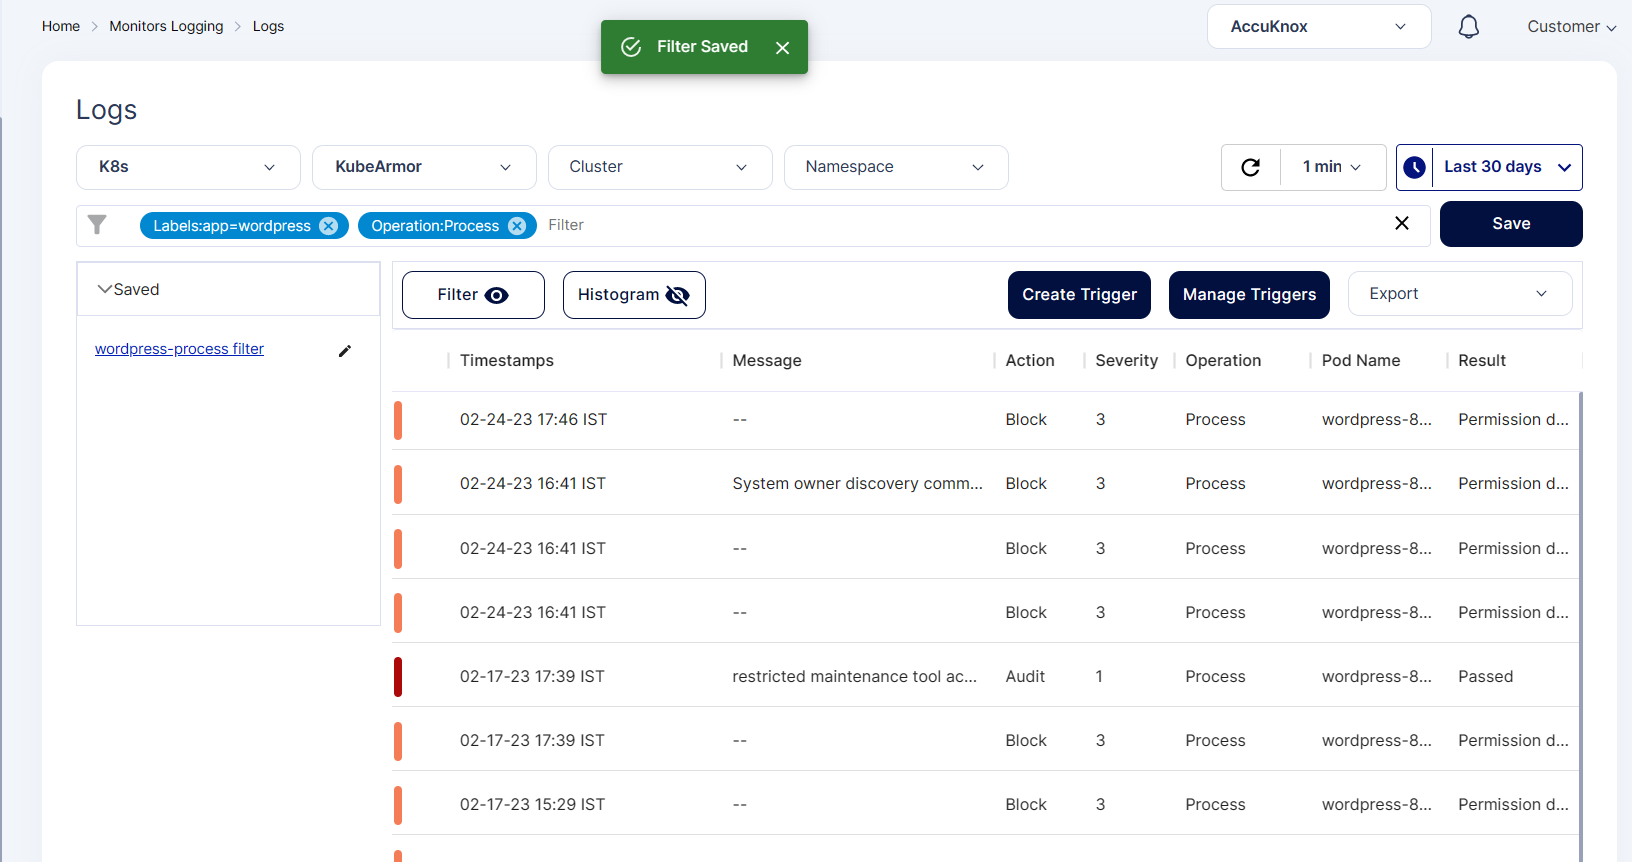 Home > Monitors Logging > Logs
Filter Saved
AccuKnox
Customer
Logs
K8s
KubeArmor
Cluster
Namespace
1 min
Last 30 days
Labels:app=wordpress
Operation:Process
Filter
Save
Saved
wordpress-process filter
Filter
Histogram
Create Trigger
Manage Triggers
Export
Timestamps Message Action Severity Operation Pod Name Result
02-24-23 17:46 IST -- Block 3 Process wordpress-8... Permission d...
02-24-23 16:41 IST System owner discovery comm... Block 3 Process wordpress-8... Permission d...
02-24-23 16:41 IST -- Block 3 Process wordpress-8... Permission d...
02-24-23 16:41 IST -- Block 3 Process wordpress-8... Permission d...
02-17-23 17:39 IST restricted maintenance tool ac... Audit 1 Process wordpress-8... Passed
02-17-23 17:39 IST -- Block 3 Process wordpress-8... Permission d...
02-17-23 15:29 IST -- Block 3 Process wordpress-8... Permission d...